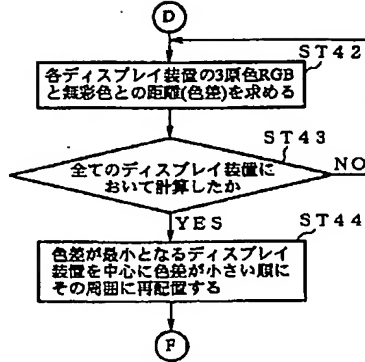 D
ST42
各ディスプレイ装置の3原色RGB
と無彩色との距離(色差)を求める
ST43
全てのディスプレイ装置に
おいて計算したか
NO
YES
ST44
色差が最小となるディスプレイ
装置を中心に色差が小さい順に
その周囲に再配置する
F